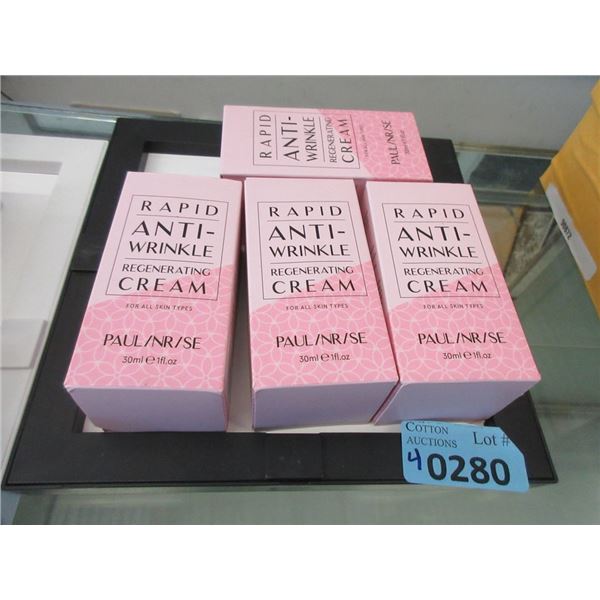 RAPID
ANTI-
WRINKLE
REGENERATING
CREAM
PAUL/NR/SE
RAPID
ANTI-
WRINKLE
REGENERATING
CREAM
FOR ALL SKIN TYPES
PAUL/NR/SE
30ml e 1fl.oz
RAPID
ANTI-
WRINKLE
REGENERATING
CREAM
FOR ALL SKIN TYPES
PAUL/NR/SE
30ml e 1fl.oz
RAPID
ANTI-
WRINKLE
REGENERATING
CREAM
FOR ALL SKIN TYPES
PAUL/NR/SE
30ml e 1fl.oz
COTTON
AUCTIONS
Lot #
4
0280